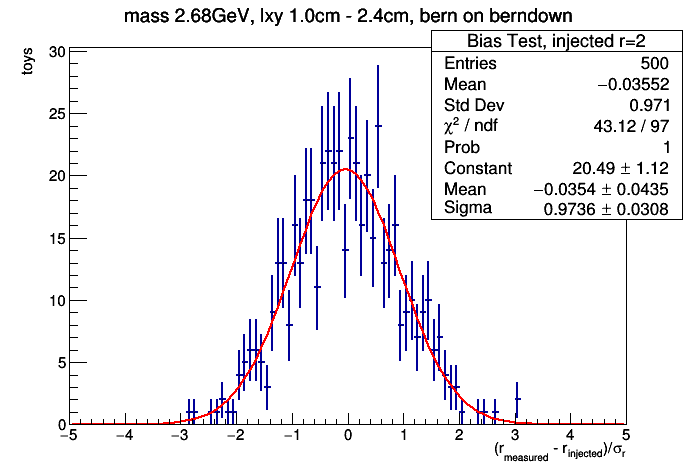 mass 2.68GeV, lxy 1.0cm - 2.4cm, bern on berndown
Bias Test, injected r=2
Entries 500
Mean −0.03552
Std Dev 0.971
χ² / ndf 43.12 / 97
Prob 1
Constant 20.49 ± 1.12
Mean −0.0354 ± 0.0435
Sigma 0.9736 ± 0.0308
toys
30
25
20
15
10
5
0
−5 −4 −3 −2 −1 0 1 2 3 4 5
(r_measured - r_injected)/σ_r